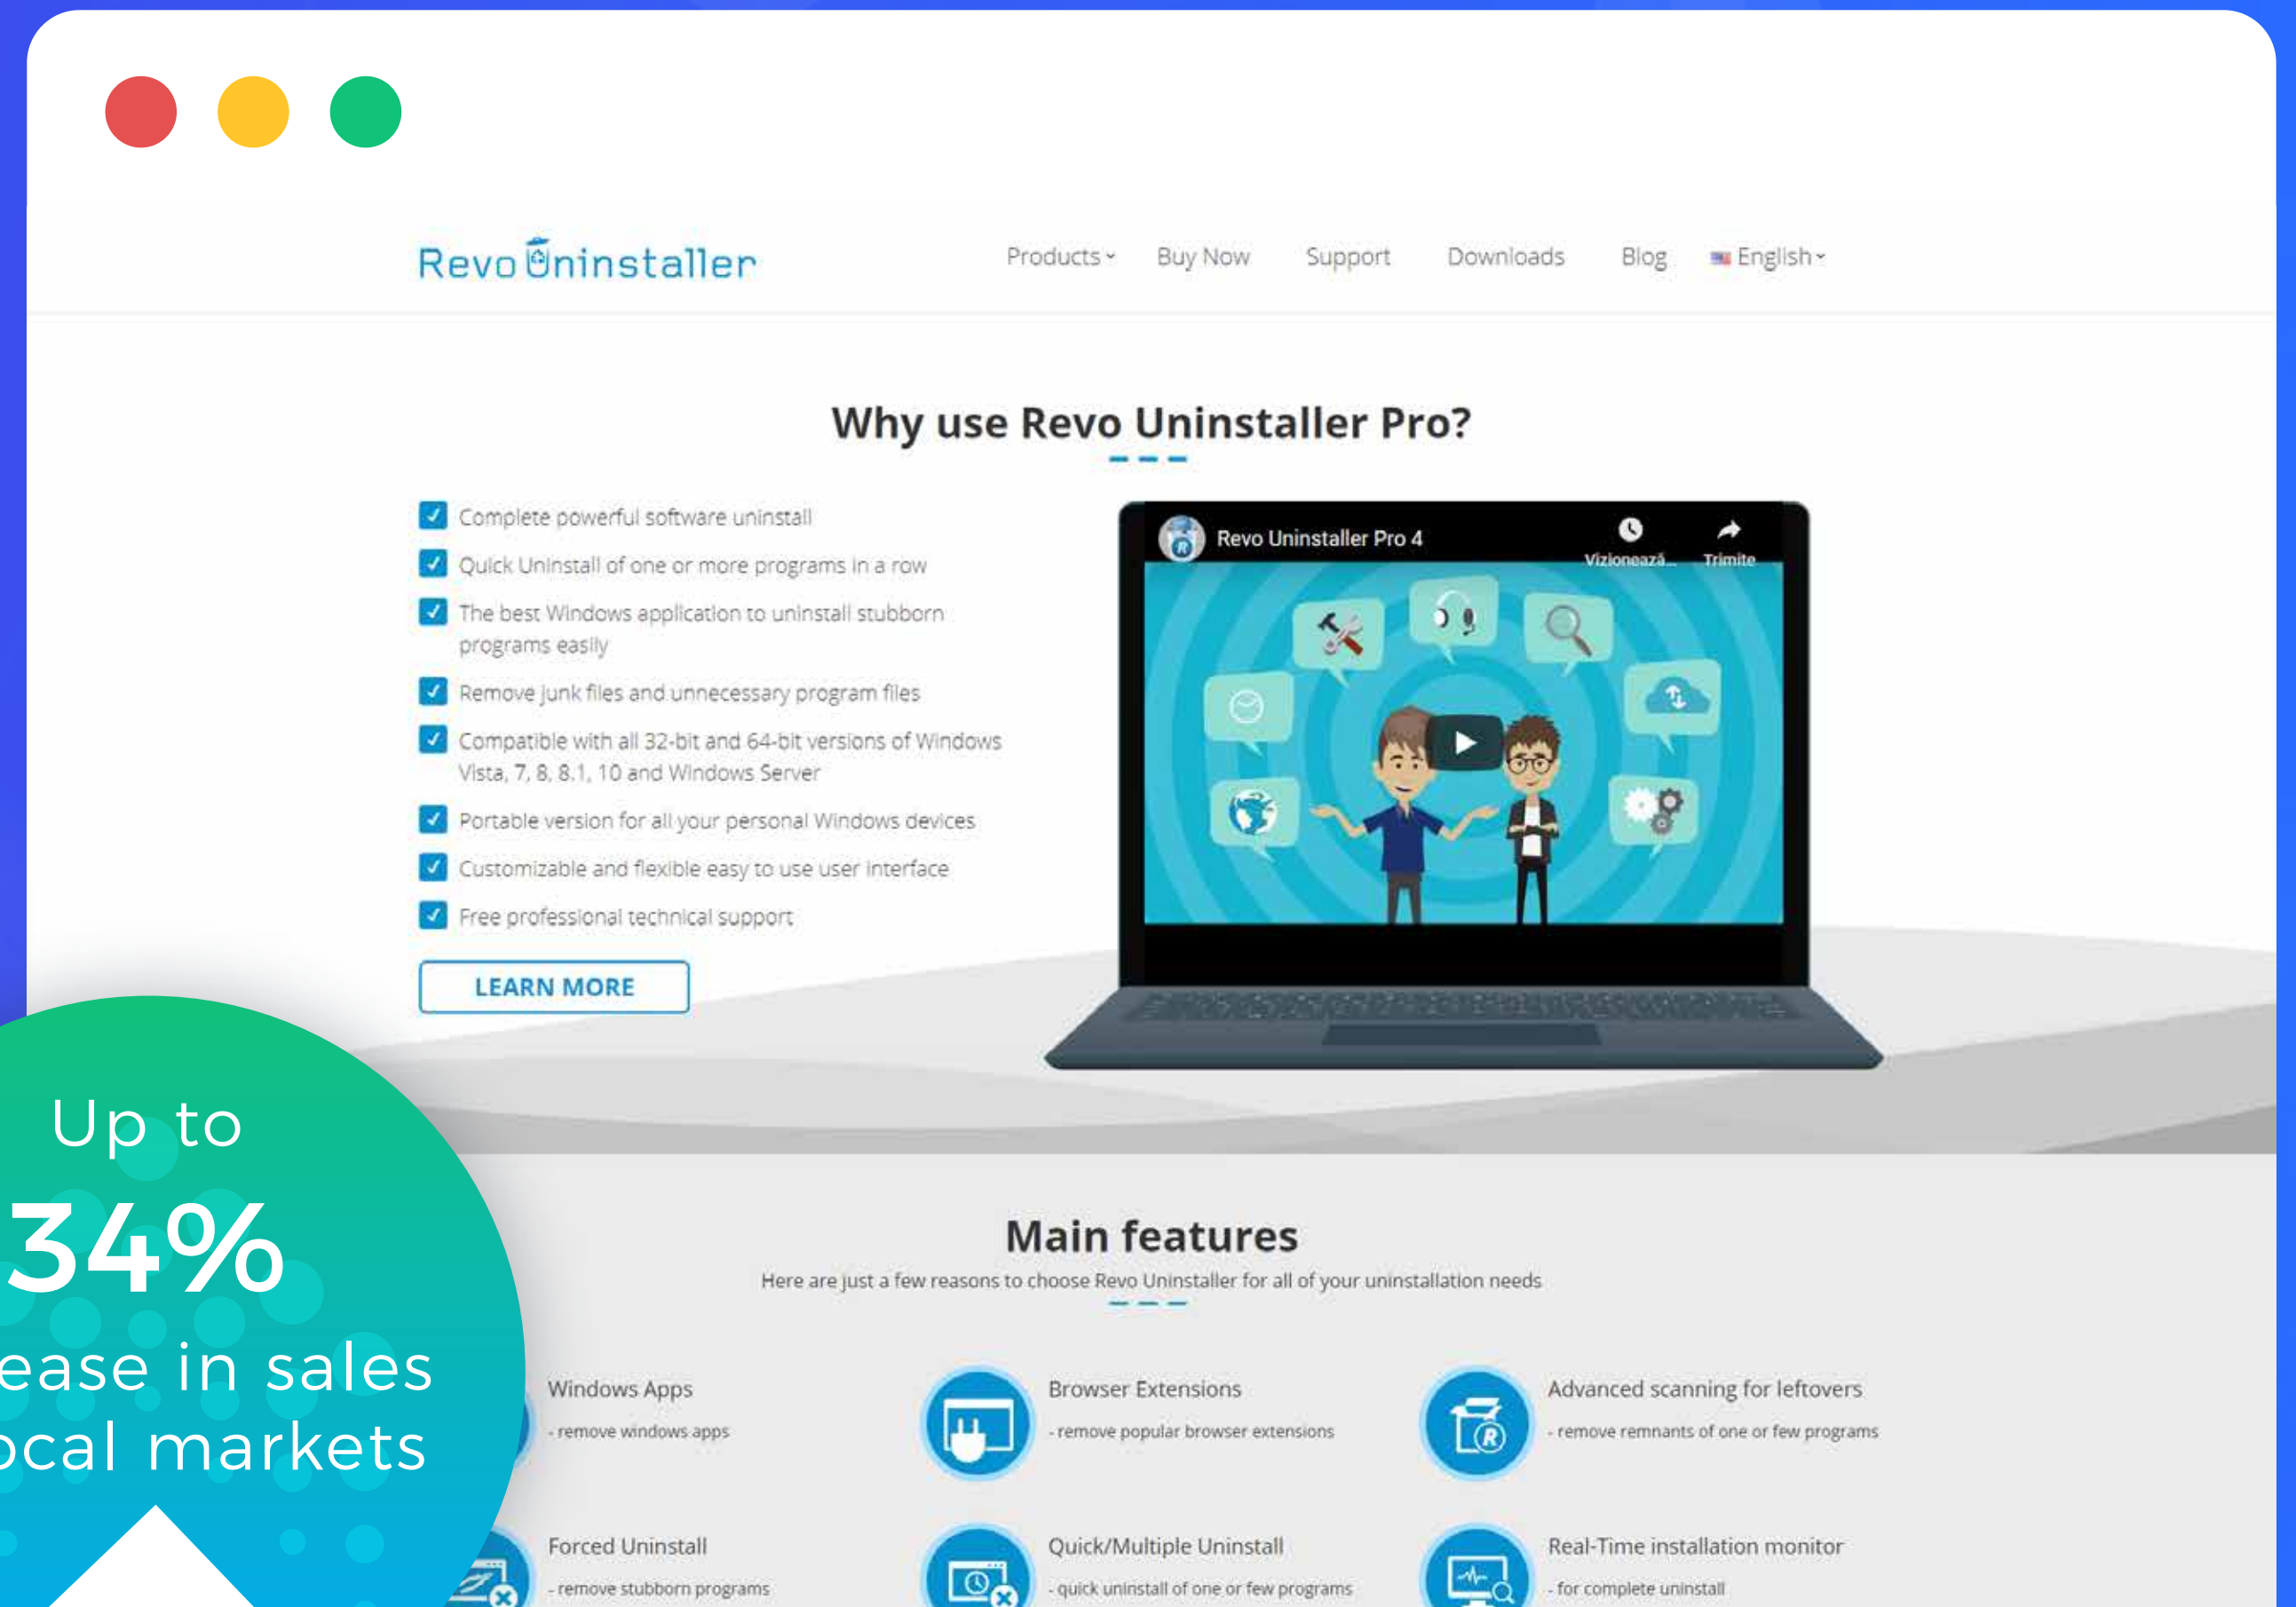 Revo Uninstaller
Products
Buy Now
Support
Downloads
Blog
English
Why use Revo Uninstaller Pro?
Complete powerful software uninstall
Quick Uninstall of one or more programs in a row
The best Windows application to uninstall stubborn
programs easily
Remove junk files and unnecessary program files
Compatible with all 32-bit and 64-bit versions of Windows
Vista, 7, 8, 8.1, 10 and Windows Server
Portable version for all your personal Windows devices
Customizable and flexible easy to use user interface
Free professional technical support
LEARN MORE
Revo Uninstaller Pro 4
Vizionează...
Trimite
Up to
34%
ease in sales
ocal markets
Main features
Here are just a few reasons to choose Revo Uninstaller for all of your uninstallation needs
Windows Apps
- remove windows apps
Browser Extensions
- remove popular browser extensions
Advanced scanning for leftovers
- remove remnants of one or few programs
Forced Uninstall
- remove stubborn programs
Quick/Multiple Uninstall
- quick uninstall of one or few programs
Real-Time installation monitor
- for complete uninstall